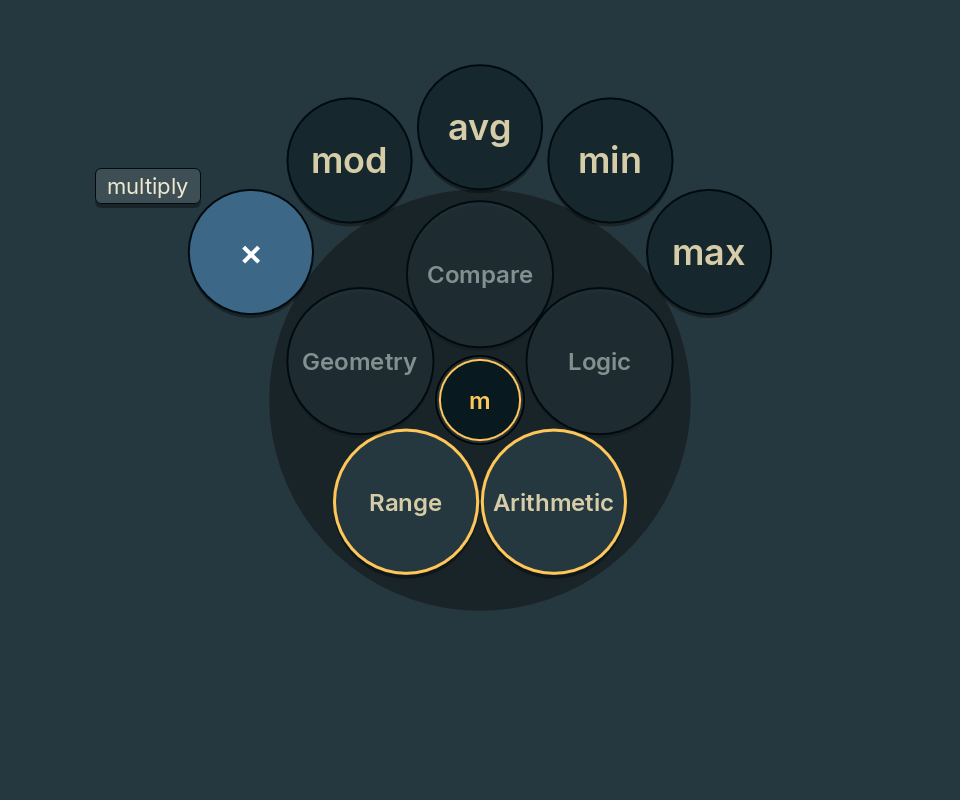 avg
mod
min
multiply
×
max
Compare
Geometry
Logic
m
Range
Arithmetic